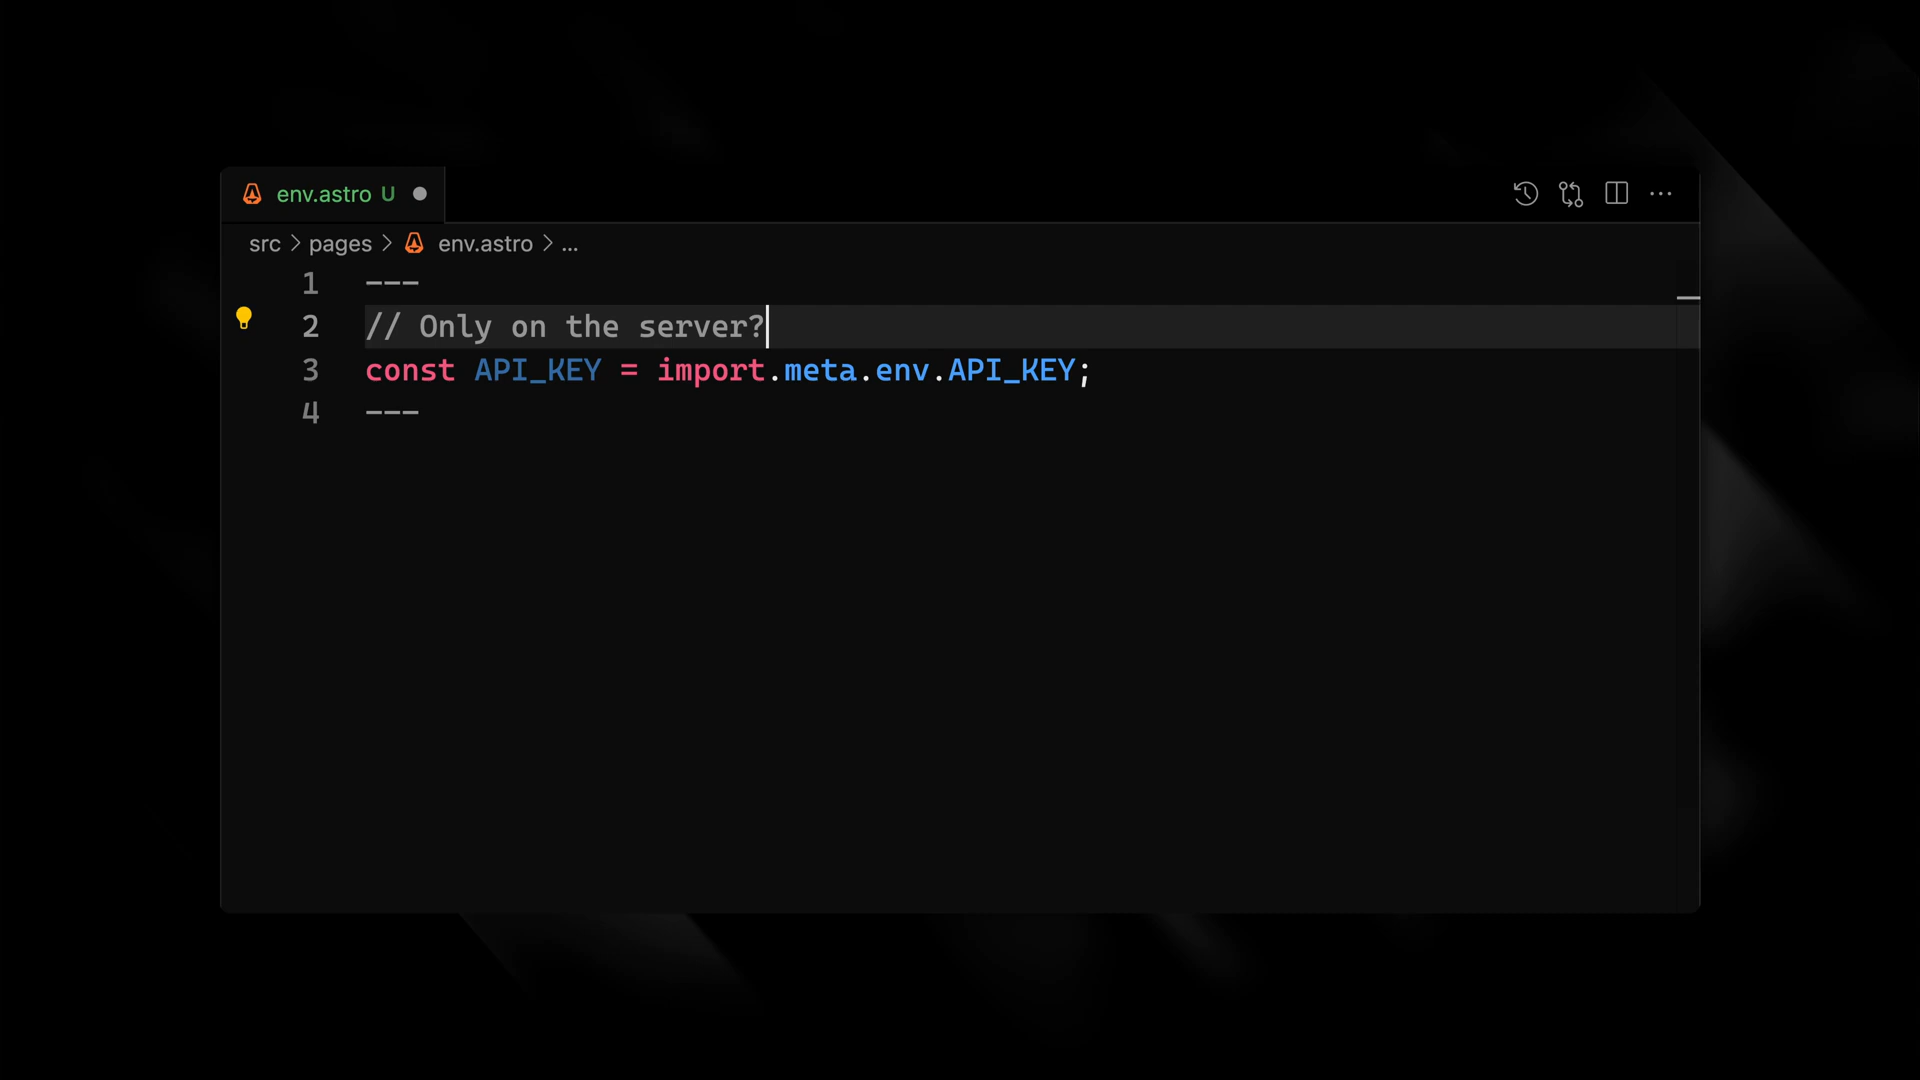 env.astro U
src > pages > env.astro > ...
1 ---
2 // Only on the server?
3 const API_KEY = import.meta.env.API_KEY;
4 ---